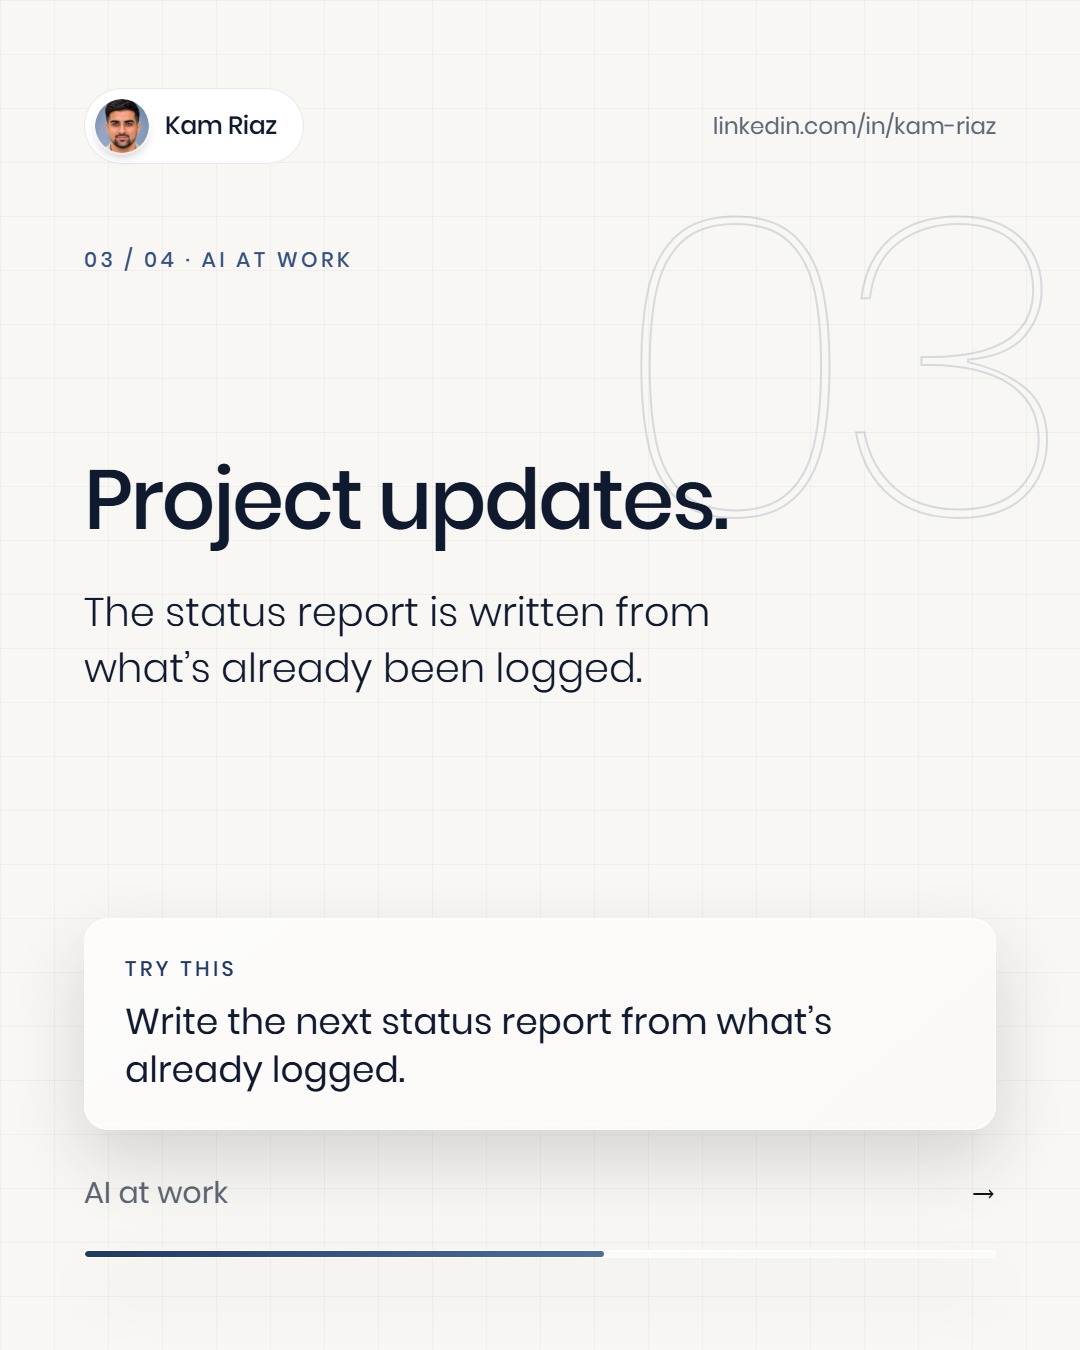 Kam Riaz
linkedin.com/in/kam-riaz
03 / 04 · AI AT WORK
03
Project updates.
The status report is written from
what’s already been logged.
TRY THIS
Write the next status report from what’s
already logged.
AI at work
→